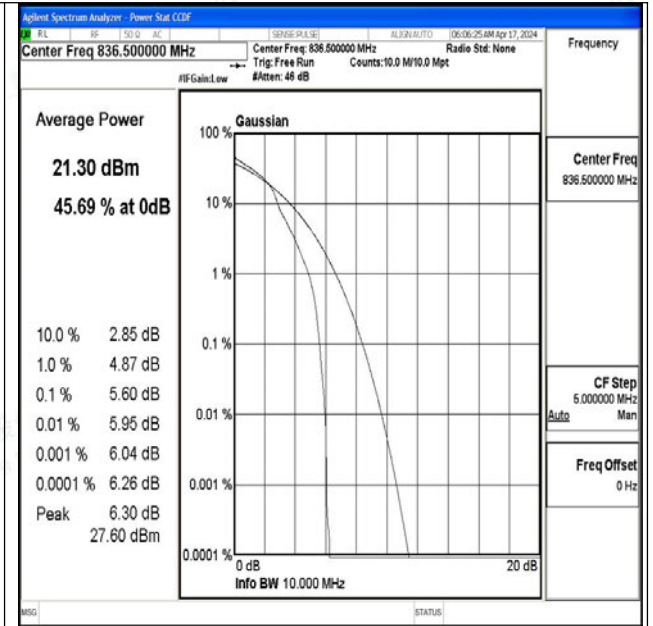 Agilent Spectrum Analyzer - Power Stat CCDF
RL RF 50 Ω AC SENSE:PULSE ALIGN AUTO 06:06:25 AM Apr 17, 2024
Center Freq 836.500000 MHz
Center Freq: 836.500000 MHz Radio Std: None
Trig: Free Run Counts:10.0 M/10.0 Mpt
#IFGain:Low #Atten: 46 dB
Frequency
Average Power
21.30 dBm
45.69 % at 0dB
10.0 % 2.85 dB
1.0 % 4.87 dB
0.1 % 5.60 dB
0.01 % 5.95 dB
0.001 % 6.04 dB
0.0001 % 6.26 dB
Peak 6.30 dB
27.60 dBm
Gaussian
100 %
10 %
1 %
0.1 %
0.01 %
0.001 %
0.0001 %
0 dB 20 dB
Info BW 10.000 MHz
Center Freq
836.500000 MHz
CF Step
5.000000 MHz
Auto Man
Freq Offset
0 Hz
MSG STATUS